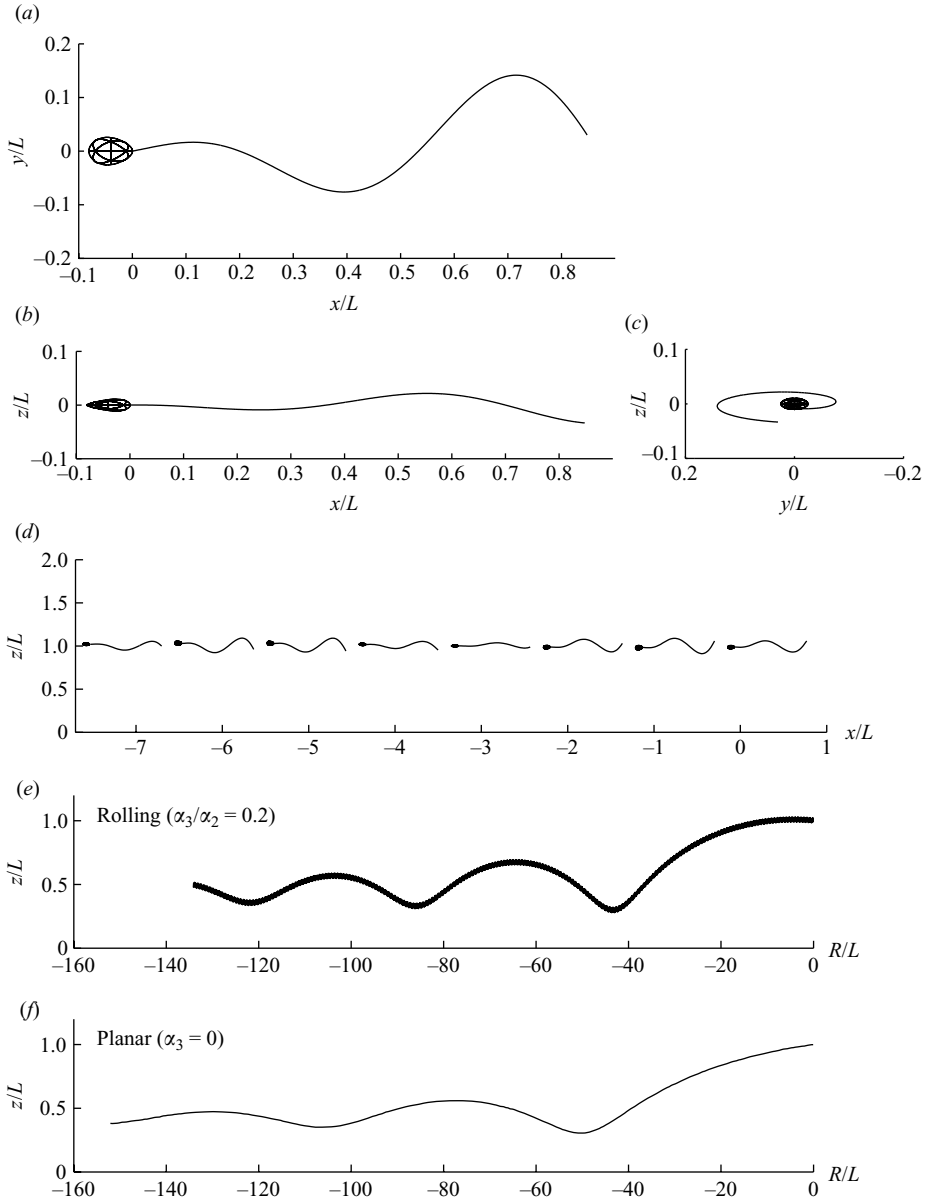 (a)
0.2
0.1
0
–0.1
–0.2
y/L
–0.1 0 0.1 0.2 0.3 0.4 0.5 0.6 0.7 0.8
x/L
(b)
0.1
0
–0.1
z/L
–0.1 0 0.1 0.2 0.3 0.4 0.5 0.6 0.7 0.8
x/L
(c)
0.1
0
–0.1
z/L
0.2 0 –0.2
y/L
(d)
2.0
1.5
1.0
0.5
0
z/L
–7 –6 –5 –4 –3 –2 –1 0 1 x/L
(e)
Rolling (α3/α2 = 0.2)
1.0
0.5
0
z/L
–160 –140 –120 –100 –80 –60 –40 –20 0 R/L
(f)
Planar (α3 = 0)
1.0
0.5
0
z/L
–160 –140 –120 –100 –80 –60 –40 –20 0 R/L